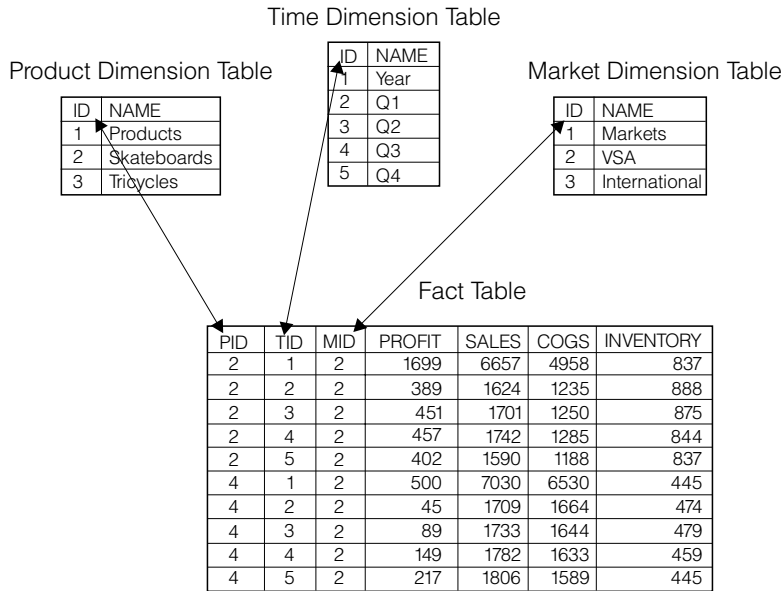 Time Dimension Table
ID NAME
1 Year
2 Q1
3 Q2
4 Q3
5 Q4
Product Dimension Table
ID NAME
1 Products
2 Skateboards
3 Tricycles
Market Dimension Table
ID NAME
1 Markets
2 VSA
3 International
Fact Table
PID TID MID PROFIT SALES COGS INVENTORY
2 1 2 1699 6657 4958 837
2 2 2 389 1624 1235 888
2 3 2 451 1701 1250 875
2 4 2 457 1742 1285 844
2 5 2 402 1590 1188 837
4 1 2 500 7030 6530 445
4 2 2 45 1709 1664 474
4 3 2 89 1733 1644 479
4 4 2 149 1782 1633 459
4 5 2 217 1806 1589 445